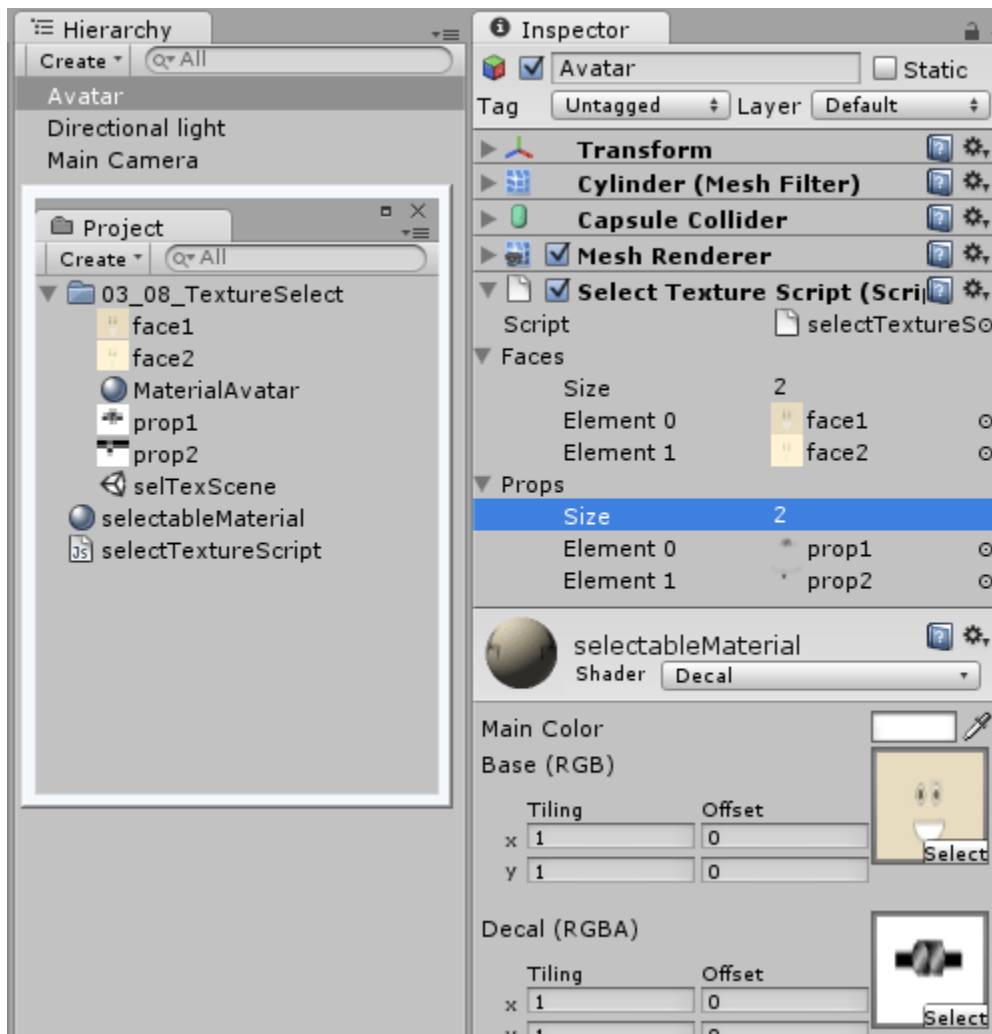 Hierarchy
Create All
Avatar
Directional light
Main Camera
Project
Create All
03_08_TextureSelect
face1
face2
MaterialAvatar
prop1
prop2
selTexScene
selectableMaterial
Js selectTextureScript
Inspector
Avatar Static
Tag Untagged Layer Default
Transform
Cylinder (Mesh Filter)
Capsule Collider
Mesh Renderer
Select Texture Script (Scri
Script selectTextureSc
Faces
Size 2
Element 0 face1
Element 1 face2
Props
Size 2
Element 0 prop1
Element 1 prop2
selectableMaterial
Shader Decal
Main Color
Base (RGB)
Tiling Offset
x 1 0
y 1 0
Select
Decal (RGBA)
Tiling Offset
x 1 0
Select
y 1 0